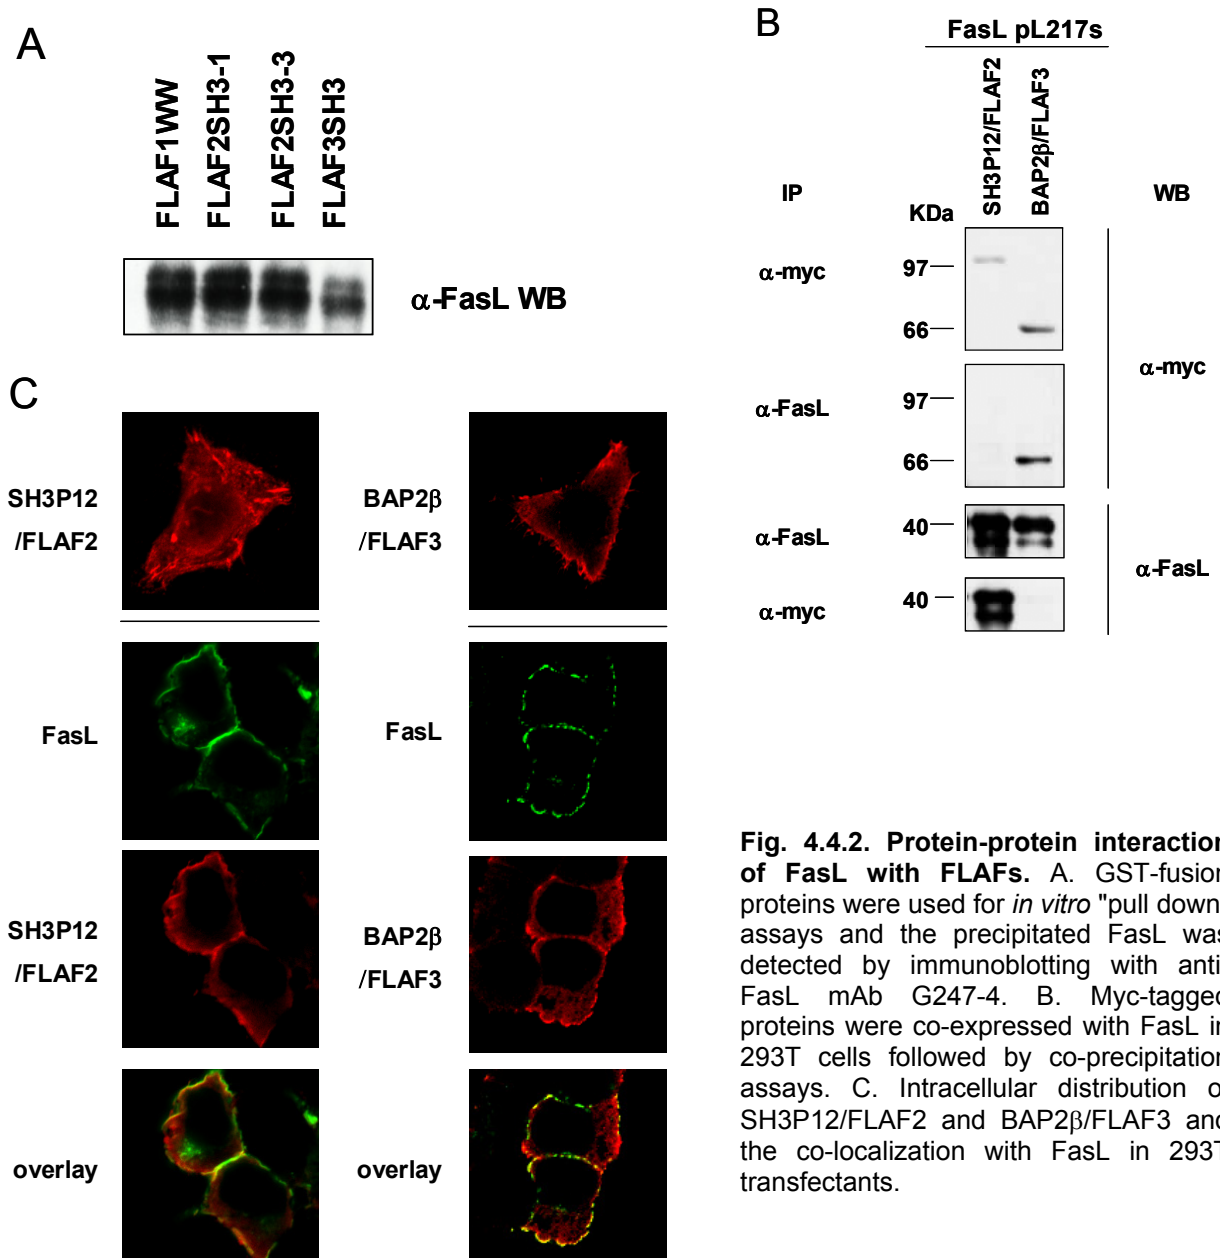 A
FLAF1WW
FLAF2SH3-1
FLAF2SH3-3
FLAF3SH3
α-FasL WB
B
FasL pL217s
SH3P12/FLAF2
BAP2β/FLAF3
IP
KDa
WB
α-myc
97
66
α-myc
α-FasL
97
66
α-FasL
40
α-FasL
α-myc
40
C
SH3P12
/FLAF2
BAP2β
/FLAF3
FasL
FasL
SH3P12
/FLAF2
BAP2β
/FLAF3
overlay
overlay
Fig. 4.4.2. Protein-protein interaction
of FasL with FLAFs. A. GST-fusion
proteins were used for in vitro "pull down
assays and the precipitated FasL was
detected by immunoblotting with anti
FasL mAb G247-4. B. Myc-tagged
proteins were co-expressed with FasL in
293T cells followed by co-precipitation
assays. C. Intracellular distribution o
SH3P12/FLAF2 and BAP2β/FLAF3 and
the co-localization with FasL in 293T
transfectants.